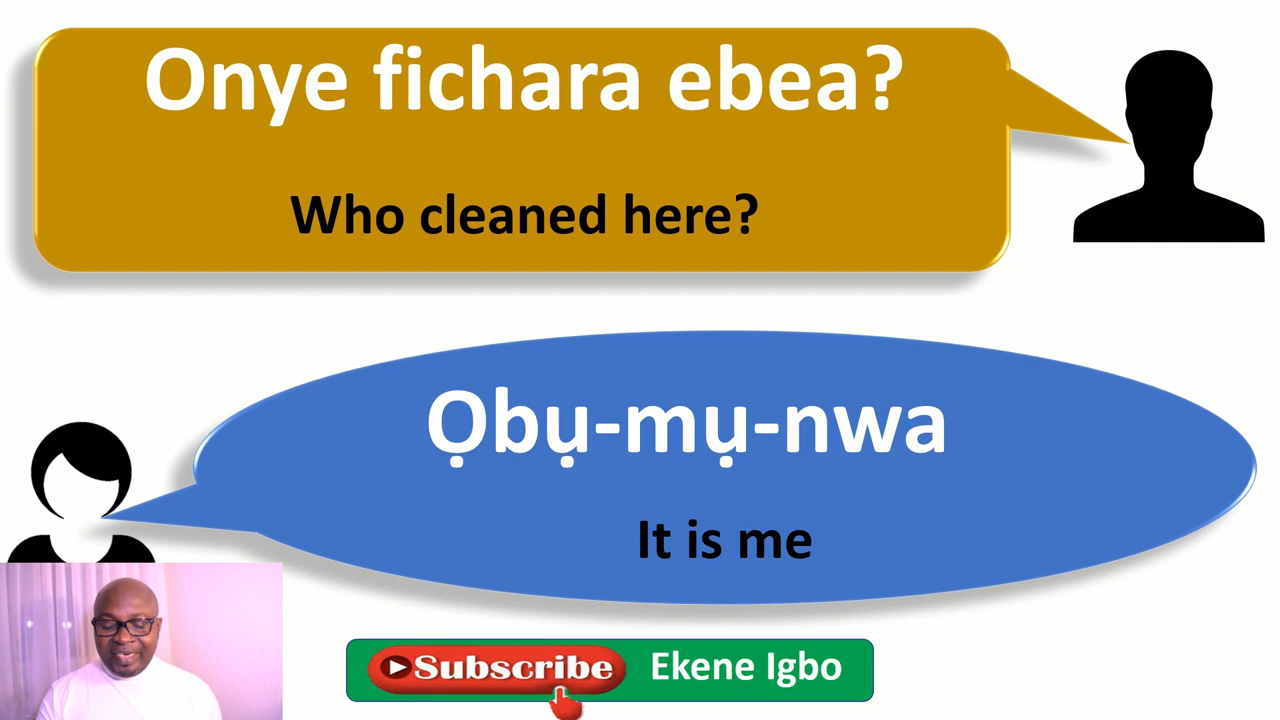 Onye fichara ebea?
Who cleaned here?
Ọbụ-mụ-nwa
It is me
Subscribe Ekene Igbo